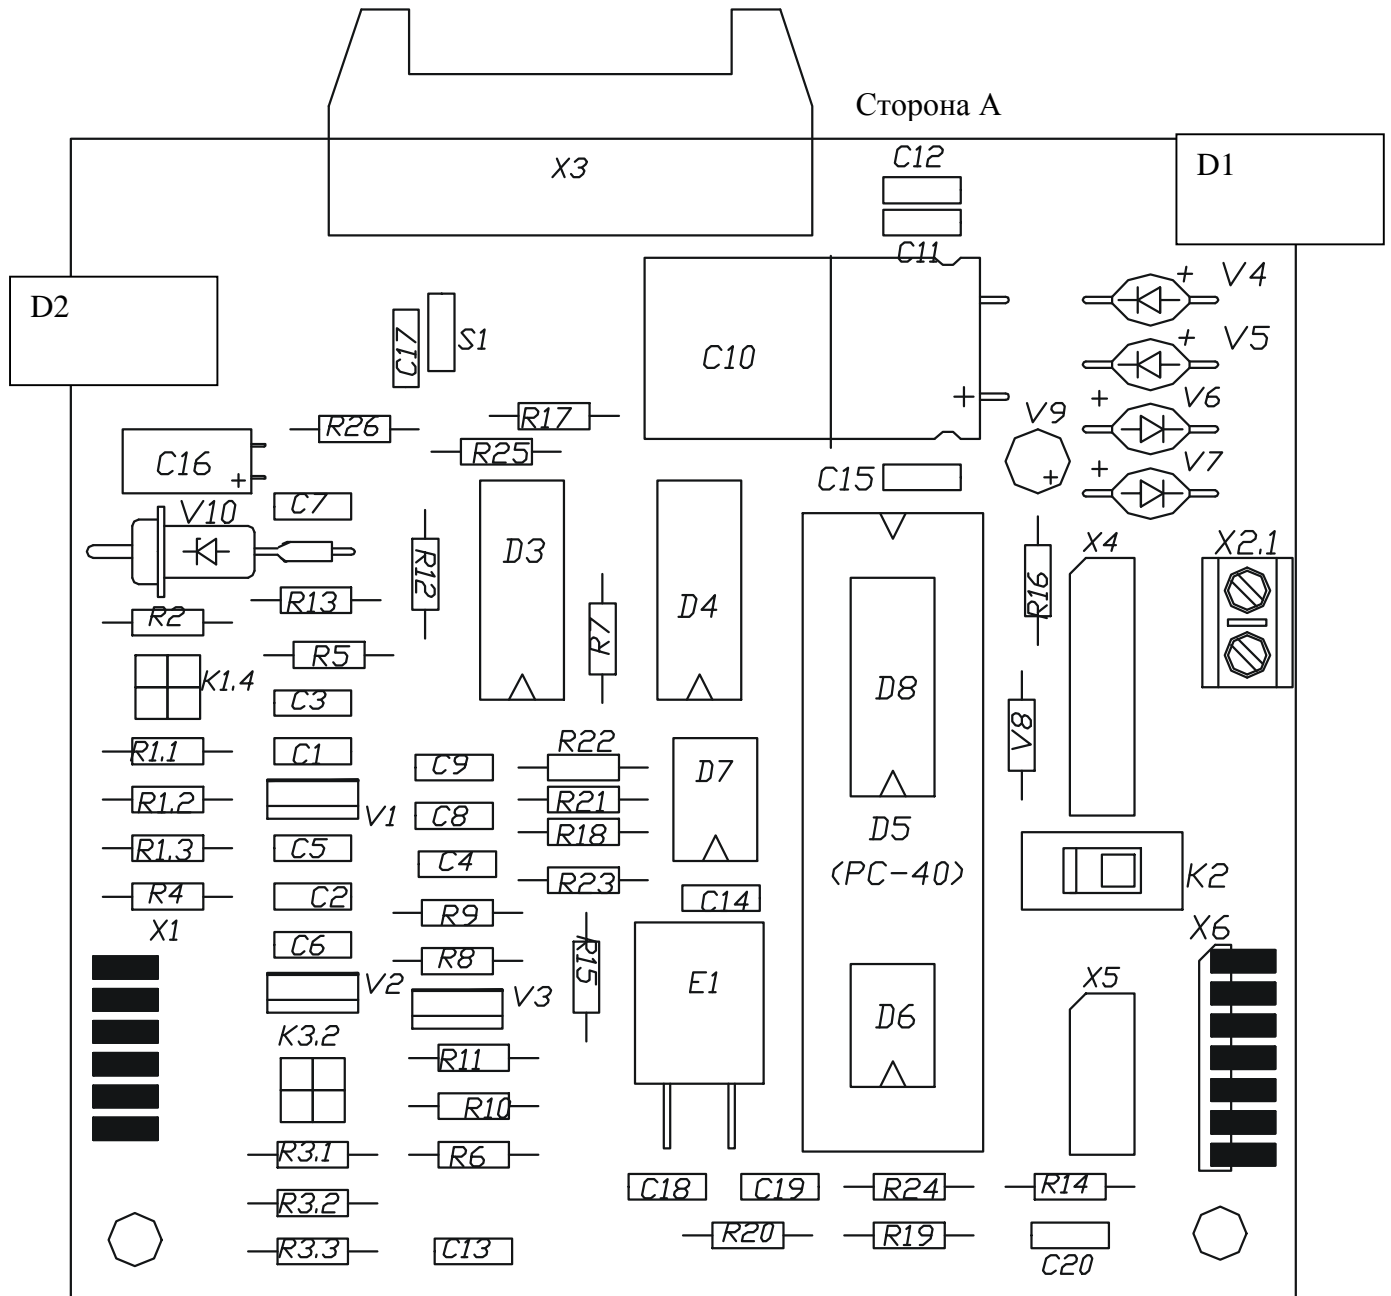 Сторона А
C12
D1
X3
C11
V4
D2
V5
S1
C17
C10
+
+
+
V6
+
V9
R17
R26
R25
V7
+
C16
+
C15
+
C7
V10
X4
X2.1
D3
R12
R16
R13
R2
D4
R7
R5
K1.4
D8
C3
V8
R22
R1.1
C1
C9
D7
R1.2
R21
V1
C8
D5
R18
R1.3
C5
C4
(PC-40)
K2
R23
R4
C2
C14
R9
X1
X6
C6
R8
R15
X5
V2
V3
E1
D6
K3.2
R11
R10
R3.1
R6
C18
C19
R24
R14
R3.2
R20
R19
R3.3
C13
C20